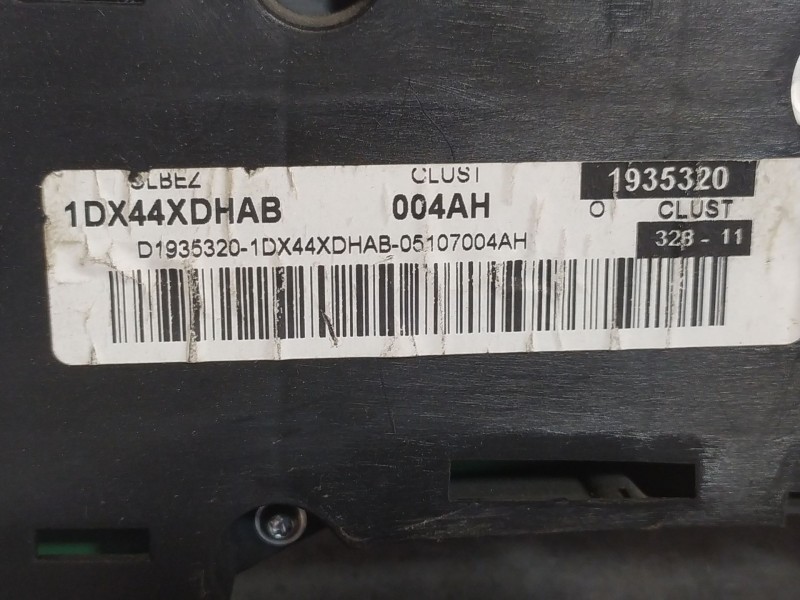 SLBEZ CLUST 1935320
1DX44XDHAB 004AH O CLUST
D1935320-1DX44XDHAB-05107004AH 328-11